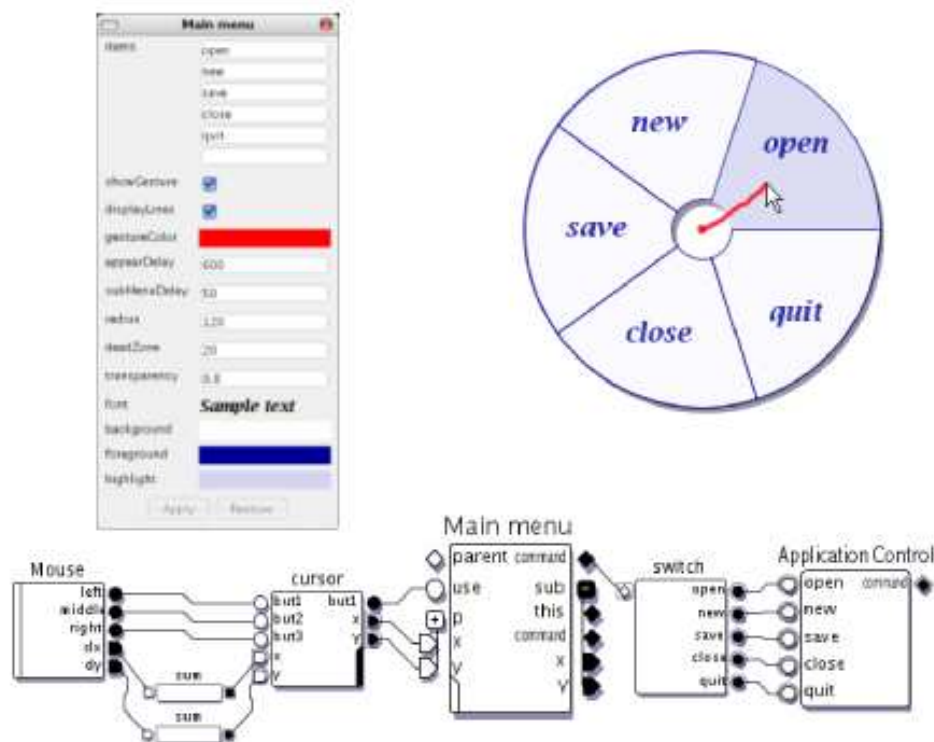 Main menu
items
open
new
save
close
quit
showGesture
displayLines
gestureColor
appearDelay 600
subMenuDelay 50
radius 120
deadZone 20
transparency 0.8
font Sample text
background
foreground
highlight
Apply Restore
new
open
save
close
quit
Main menu
parent command
use sub
p this
command
x X
y Y
Mouse
left
middle
right
dx
dy
sum
sum
cursor
but1 but1
but2 x
but3 y
x
y
switch
open
new
save
close
quit
Application Control
open command
new
save
close
quit